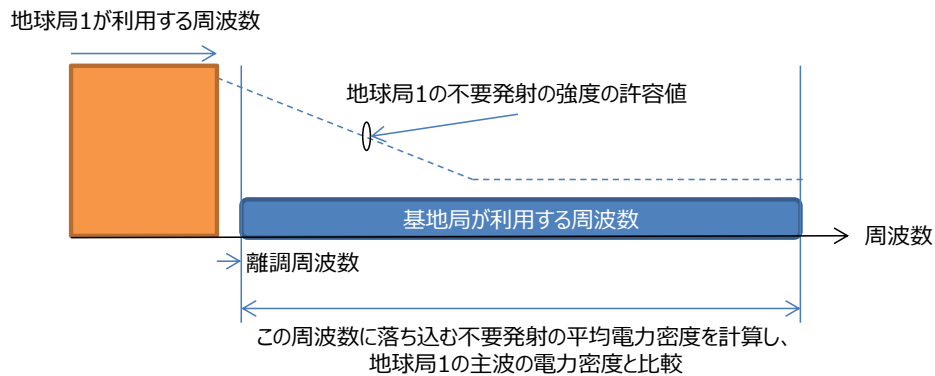 地球局1が利用する周波数
地球局1の不要発射の強度の許容値
基地局が利用する周波数
周波数
離調周波数
この周波数に落ち込む不要発射の平均電力密度を計算し、
地球局1の主波の電力密度と比較